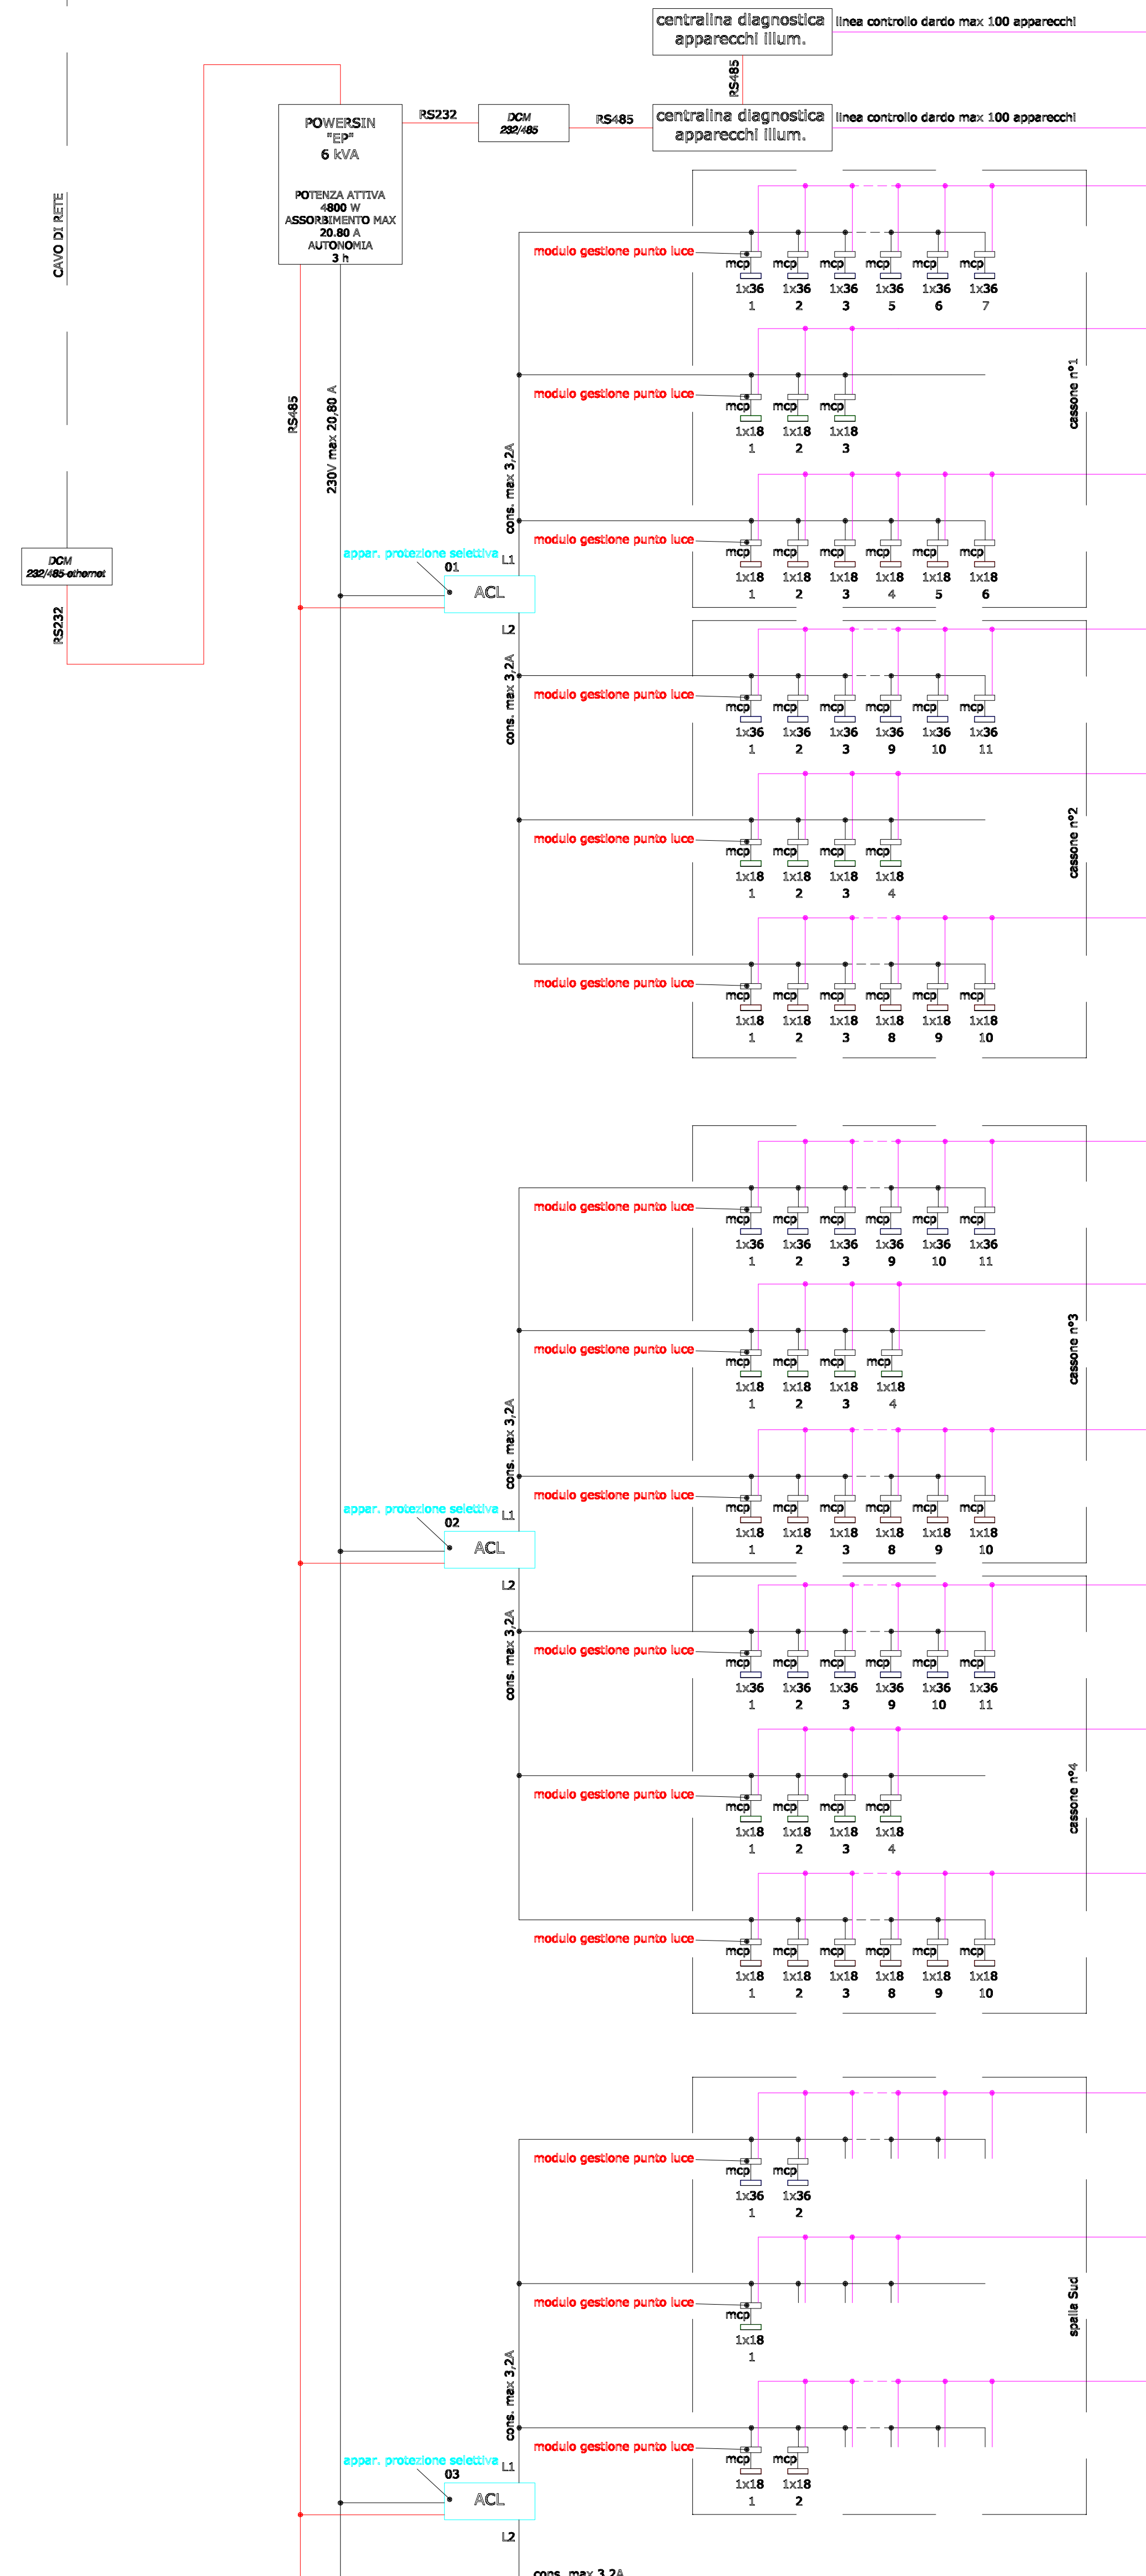 centralina diagnostica
apparecchi illum.
linea controllo dardo max 100 apparecchi
RS485
centralina diagnostica
apparecchi illum.
linea controllo dardo max 100 apparecchi
POWERSIN
"EP"
6 kVA
POTENZA ATTIVA
4800 W
ASSORBIMENTO MAX
20.80 A
AUTONOMIA
3 h
RS232
DCM
232/485
RS485
CAVO DI RETE
DCM
232/485-ethernet
RS232
RS485
230V max 20,80 A
modulo gestione punto luce
mcp mcp mcp mcp mcp mcp
1x36 1x36 1x36 1x36 1x36 1x36
1 2 3 5 6 7
modulo gestione punto luce
mcp mcp mcp
1x18 1x18 1x18
1 2 3
cassone n°1
cons. max 3,2A
modulo gestione punto luce
mcp mcp mcp mcp mcp mcp
1x18 1x18 1x18 1x18 1x18 1x18
1 2 3 4 5 6
appar. protezione selettiva
01
L1
ACL
L2
cons. max 3,2A
modulo gestione punto luce
mcp mcp mcp mcp mcp mcp
1x36 1x36 1x36 1x36 1x36 1x36
1 2 3 9 10 11
modulo gestione punto luce
mcp mcp mcp mcp
1x18 1x18 1x18 1x18
1 2 3 4
cassone n°2
modulo gestione punto luce
mcp mcp mcp mcp mcp mcp
1x18 1x18 1x18 1x18 1x18 1x18
1 2 3 8 9 10
modulo gestione punto luce
mcp mcp mcp mcp mcp mcp
1x36 1x36 1x36 1x36 1x36 1x36
1 2 3 9 10 11
modulo gestione punto luce
mcp mcp mcp mcp
1x18 1x18 1x18 1x18
1 2 3 4
cassone n°3
cons. max 3,2A
modulo gestione punto luce
mcp mcp mcp mcp mcp mcp
1x18 1x18 1x18 1x18 1x18 1x18
1 2 3 8 9 10
appar. protezione selettiva
02
L1
ACL
L2
cons. max 3,2A
modulo gestione punto luce
mcp mcp mcp mcp mcp mcp
1x36 1x36 1x36 1x36 1x36 1x36
1 2 3 9 10 11
modulo gestione punto luce
mcp mcp mcp mcp
1x18 1x18 1x18 1x18
1 2 3 4
cassone n°4
modulo gestione punto luce
mcp mcp mcp mcp mcp mcp
1x18 1x18 1x18 1x18 1x18 1x18
1 2 3 8 9 10
modulo gestione punto luce
mcp mcp
1x36 1x36
1 2
modulo gestione punto luce
mcp
1x18
1
spalla Sud
cons. max 3,2A
modulo gestione punto luce
mcp mcp
1x18 1x18
1 2
appar. protezione selettiva
03
L1
ACL
L2
cons. max 3,2A